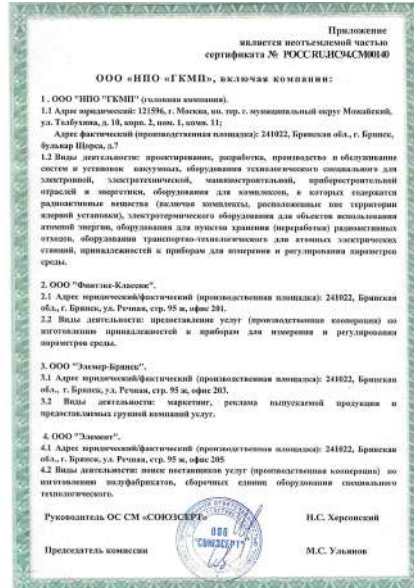 Приложение
является неотъемлемой частью
сертификата № РОСС RU.ИС94.СМ00140
ООО «НПО «ГКМП», включая компании:
1 . ООО "НПО "ГКМП" (головная компания).
1.1 Адрес юридический: 121596, г. Москва, вн. тер. г. муниципальный округ Можайский,
ул. Толбухина, д. 10, корп. 2, пом. 1, комн. 11;
Адрес фактический (производственная площадка): 241022, Брянская обл., г. Брянск,
бульвар Щорса, д.7
1.2 Виды деятельности: проектирование, разработка, производство и обслуживание
систем и установок вакуумных, оборудования технологического специального для
электронной, электротехнической, машиностроительной, приборостроительной
отраслей и энергетики, оборудования для комплексов, в которых содержатся
радиоактивные вещества (включая комплексы, расположенные вне территории
ядерной установки), электротермического оборудования для объектов использования
атомной энергии, оборудования для пунктов хранения (переработки) радиоактивных
отходов, оборудования транспортно-технологического для атомных электрических
станций, принадлежностей к приборам для измерения и регулирования параметров
среды.
2. ООО "Финтэкс-Классик".
2.1 Адрес юридический/фактический (производственная площадка): 241022, Брянская
обл., г. Брянск, ул. Речная, стр. 95 ж, офис 201.
2.2 Виды деятельности: предоставление услуг (производственная кооперация) по
изготовлению принадлежностей к приборам для измерения и регулирования
параметров среды.
3. ООО "Элемер-Брянск".
3.1 Адрес юридический/фактический (производственная площадка): 241022, Брянская
обл., г. Брянск, ул. Речная, стр. 95 ж, офис 203.
3.2 Виды деятельности: маркетинг, реклама выпускаемой продукции и
предоставляемых группой компаний услуг.
4. ООО "Элемент".
4.1 Адрес юридический/фактический (производственная площадка): 241022, Брянская
обл., г. Брянск, ул. Речная, стр. 95 ж, офис 205
4.2 Виды деятельности: поиск поставщиков услуг (производственная кооперация) по
изготовлению полуфабрикатов, сборочных единиц оборудования специального
технологического.
Руководитель ОС СМ «СОЮЗСЕРТ» Н.С. Херсонский
ООО
"СОЮЗСЕРТ"
Председатель комиссии М.С. Ульянов